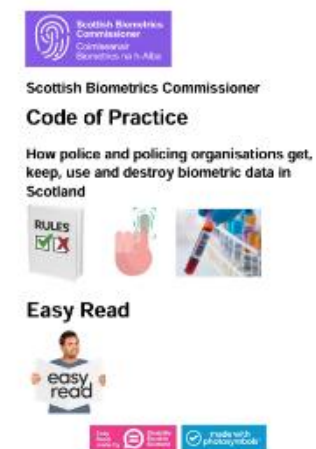 Scottish Biometrics
Commissioner
Coimiseanair
Biometrics na h-Alba
Scottish Biometrics Commissioner
Code of Practice
How police and policing organisations get,
keep, use and destroy biometric data in
Scotland
RULES
Easy Read
easy
read
made with
photosymbols